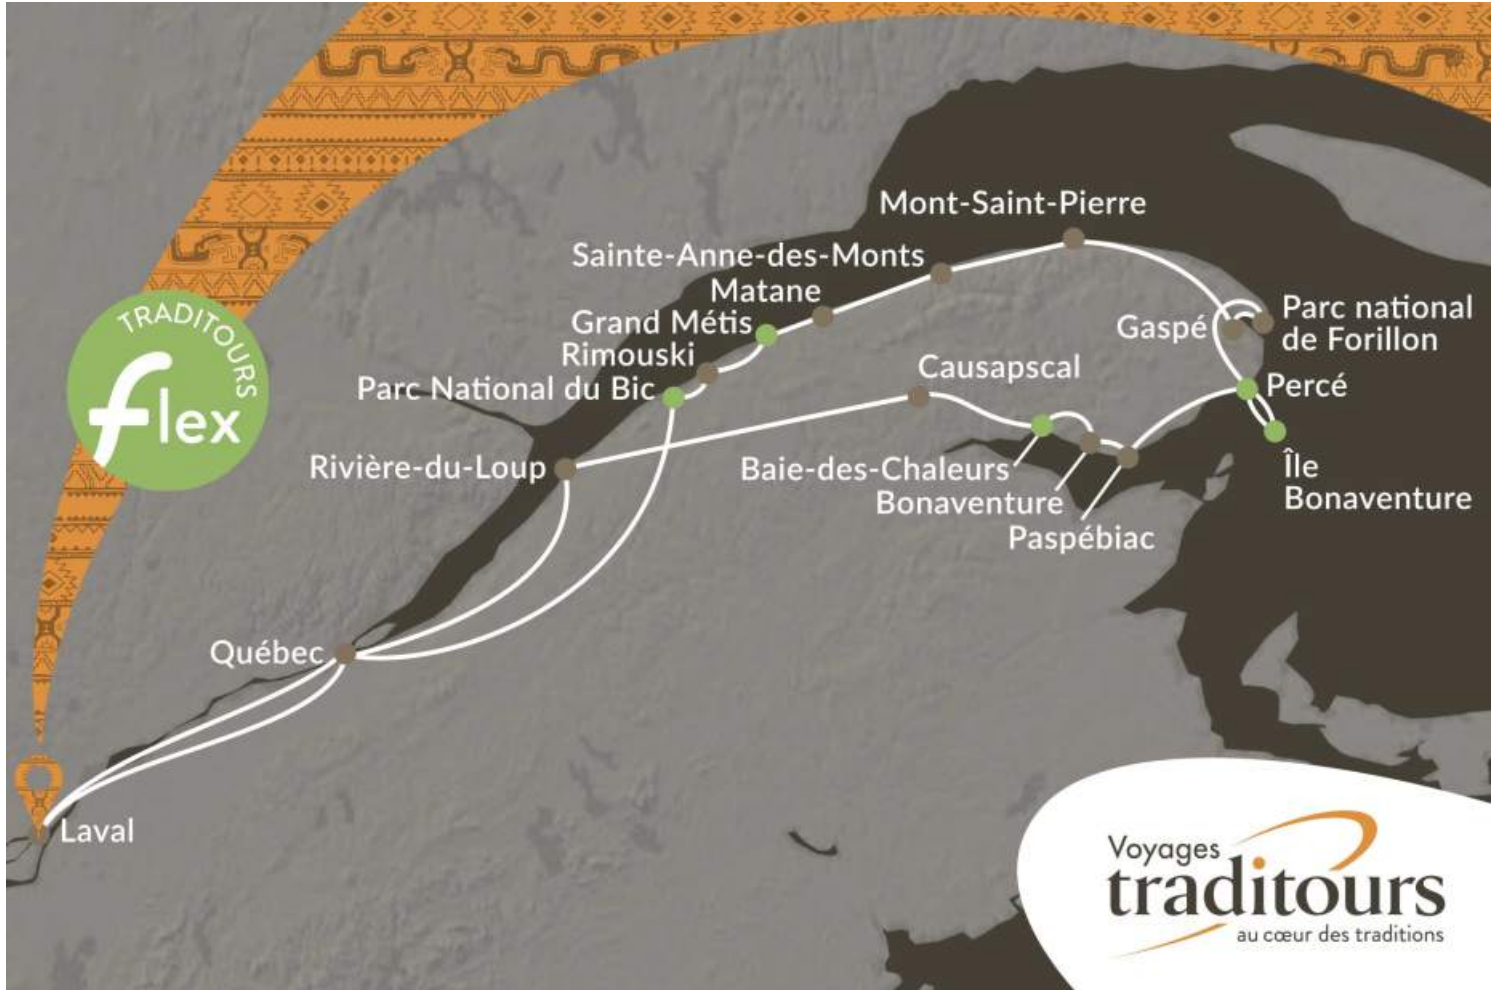 Mont-Saint-Pierre
Sainte-Anne-des-Monts
Matane
Grand Métis
Rimouski
Parc National du Bic
Rivière-du-Loup
Gaspé
Parc national
de Forillon
Causapscal
Percé
Baie-des-Chaleurs
Bonaventure
Paspébiac
Île
Bonaventure
Québec
Laval
TRADITOURS
flex
Voyages
traditours
au cœur des traditions